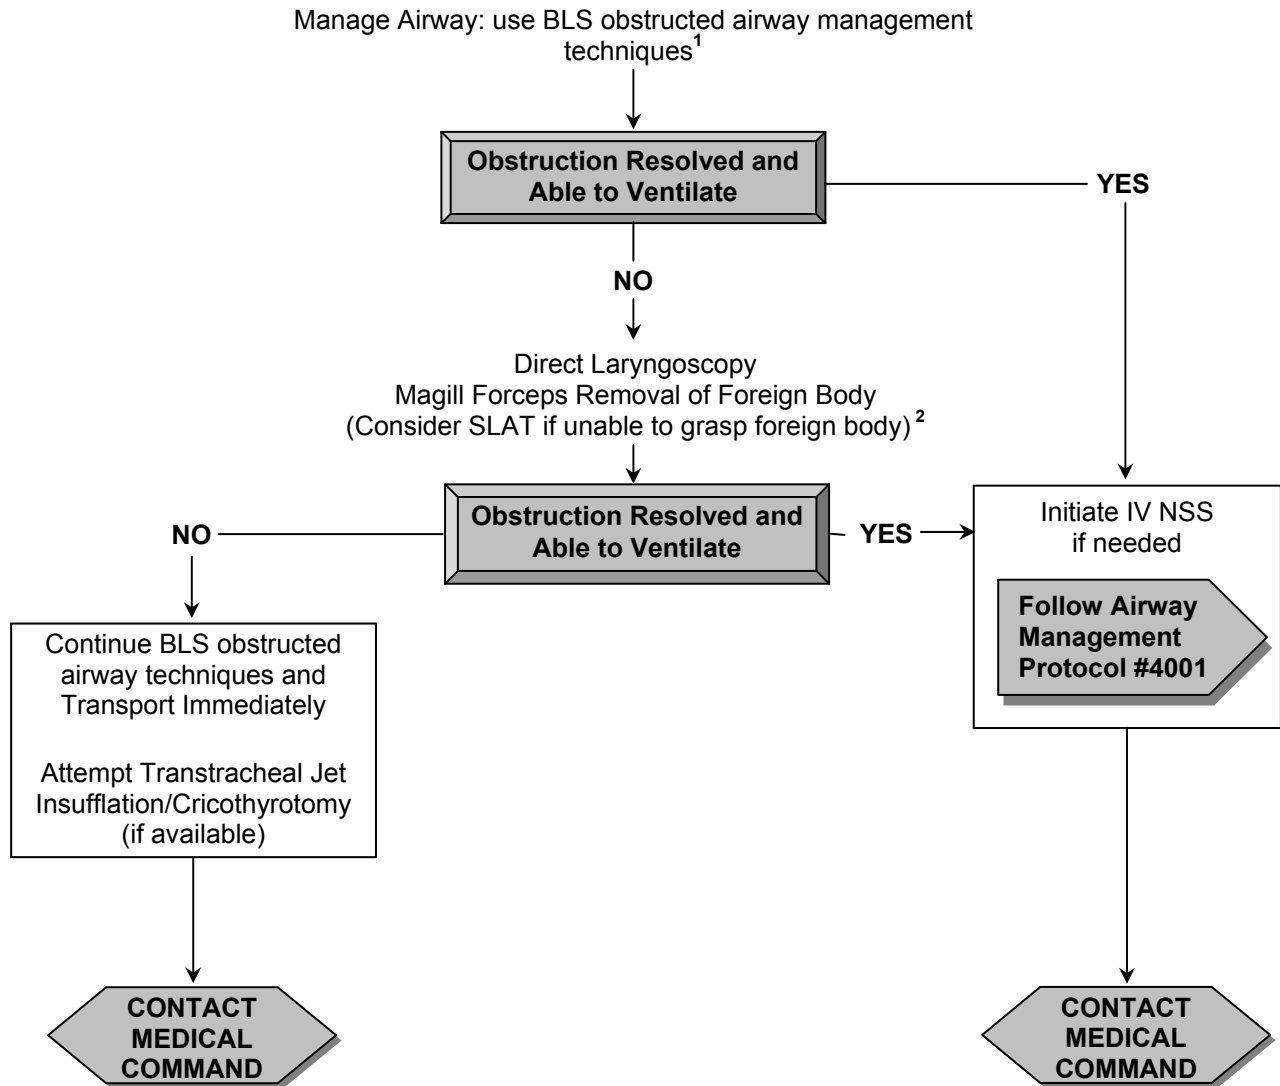 Manage Airway: use BLS obstructed airway management
techniques1
Obstruction Resolved and
Able to Ventilate
YES
NO
Direct Laryngoscopy
Magill Forceps Removal of Foreign Body
(Consider SLAT if unable to grasp foreign body) 2
Obstruction Resolved and
Able to Ventilate
NO
YES
Initiate IV NSS
if needed
Follow Airway
Management
Protocol #4001
Continue BLS obstructed
airway techniques and
Transport Immediately
Attempt Transtracheal Jet
Insufflation/Cricothyrotomy
(if available)
CONTACT
MEDICAL
COMMAND
CONTACT
MEDICAL
COMMAND